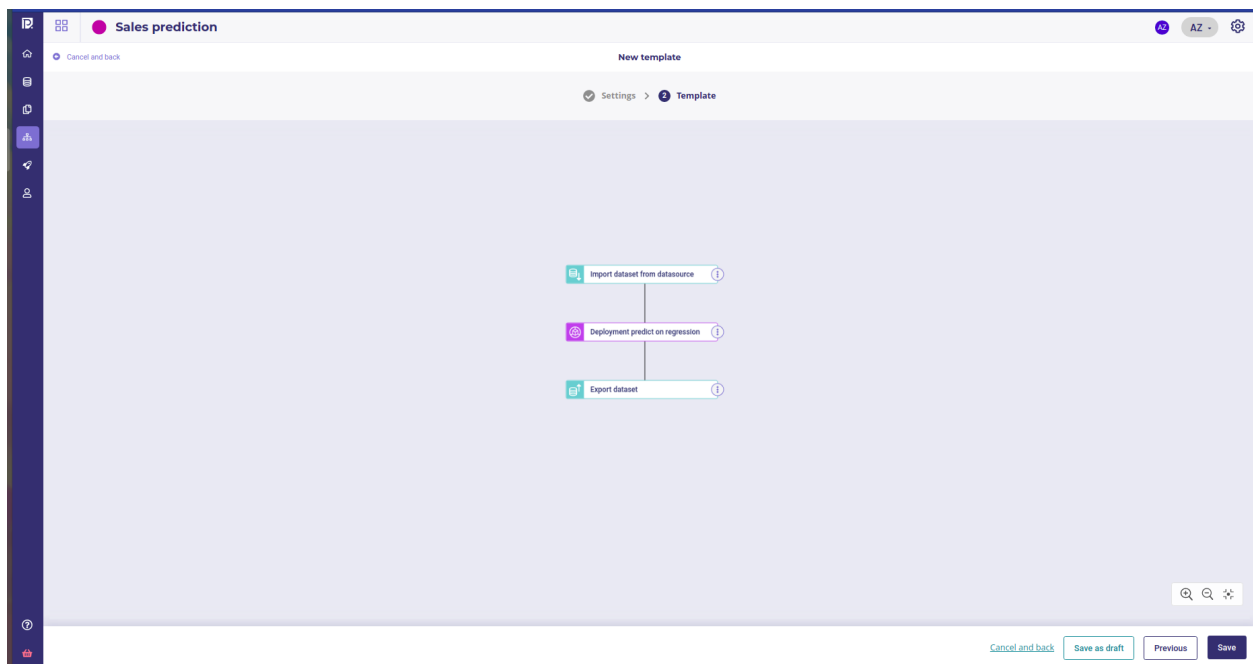 Sales prediction
AZ
AZ
Cancel and back
New template
Settings > 2 Template
Import dataset from datasource
Deployment predict on regression
Export dataset
Cancel and back
Save as draft
Previous
Save